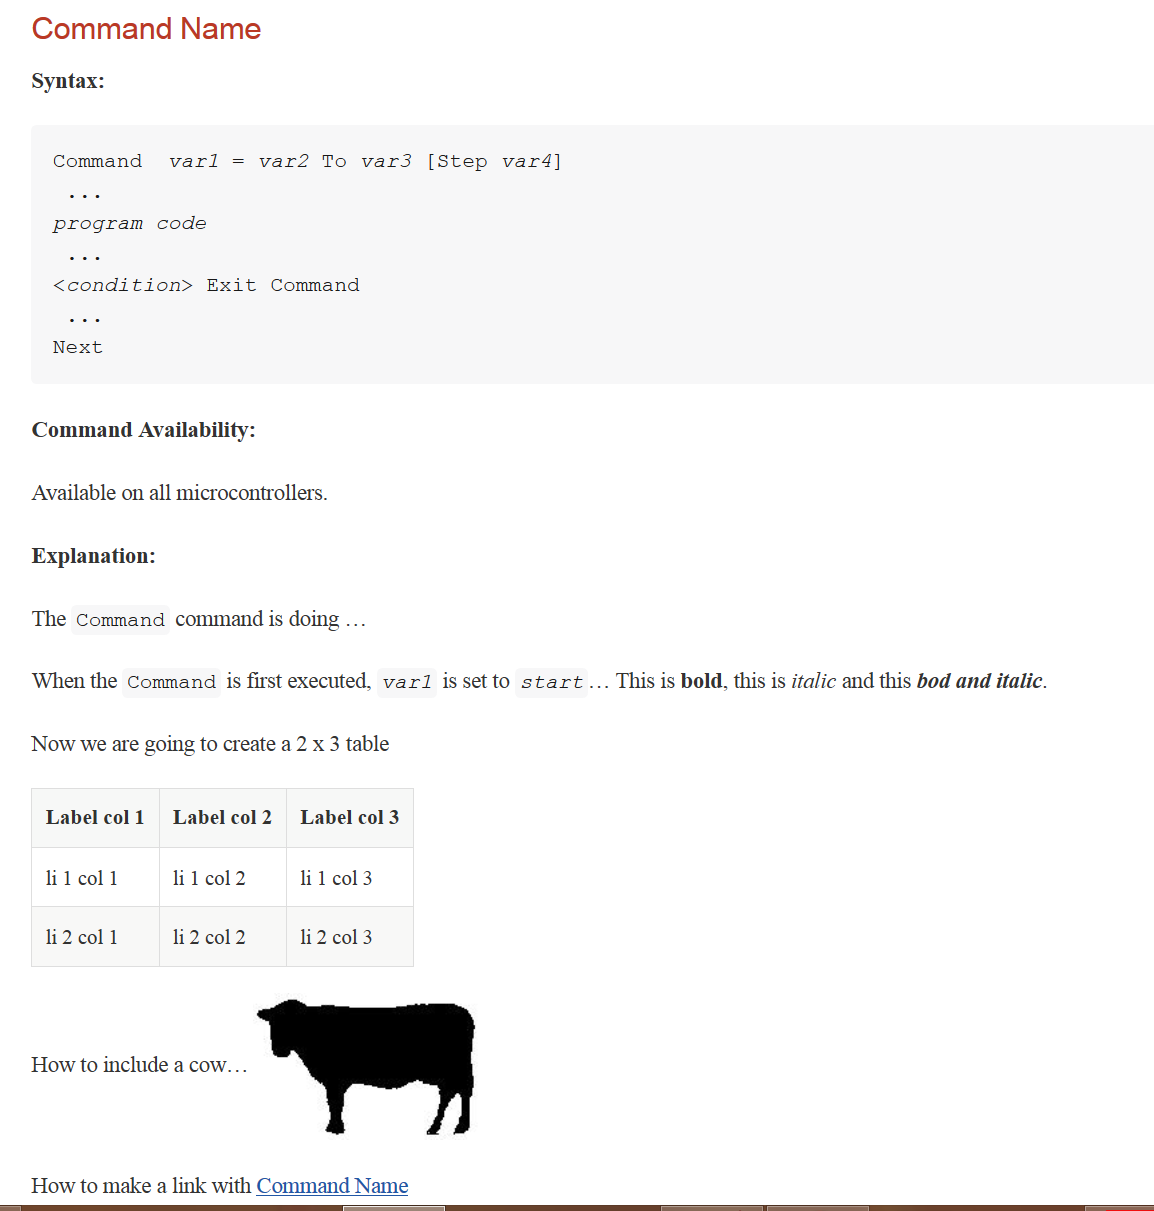 Command Name
Syntax:
Command  var1 = var2 To var3 [Step var4]
...
program code
...
<condition> Exit Command
...
Next
Command Availability:
Available on all microcontrollers.
Explanation:
The Command command is doing …
When the Command is first executed, var1 is set to start… This is bold, this is italic and this bod and italic.
Now we are going to create a 2 x 3 table
Label col 1 Label col 2 Label col 3
li 1 col 1 li 1 col 2 li 1 col 3
li 2 col 1 li 2 col 2 li 2 col 3
How to include a cow…
How to make a link with Command Name